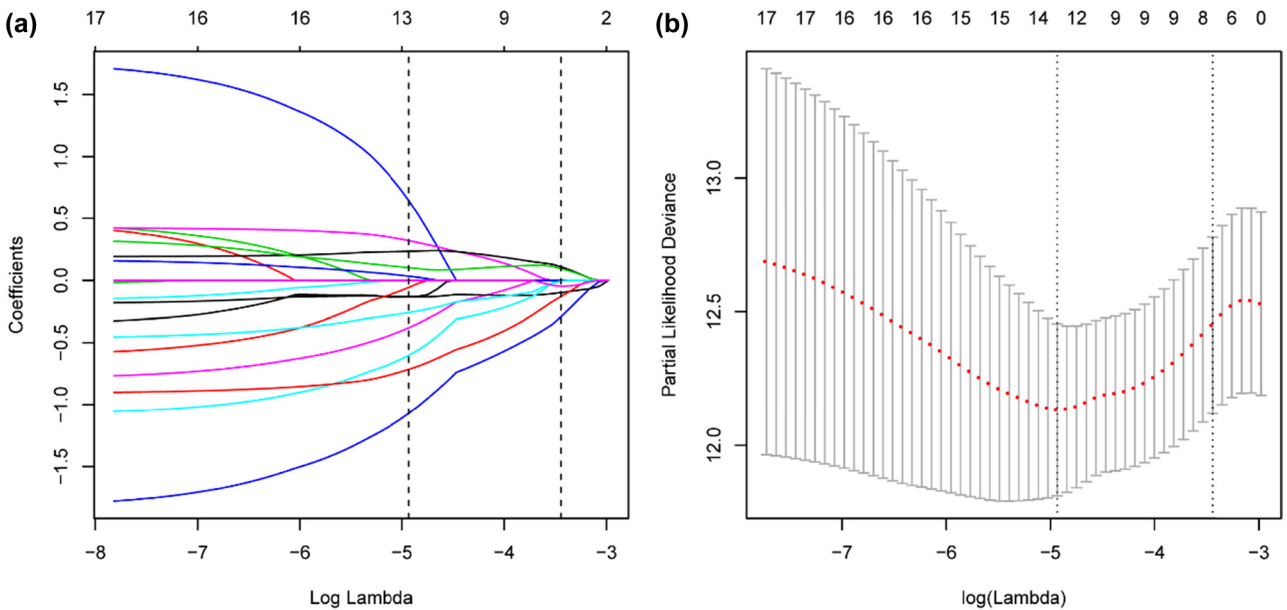 (a)
17 16 16 13 9 2
Coefficients
1.5
1.0
0.5
0.0
−0.5
−1.0
−1.5
−8 −7 −6 −5 −4 −3
Log Lambda
(b)
17 17 16 16 16 16 15 15 14 12 9 9 9 8 6 0
Partial Likelihood Deviance
13.0
12.5
12.0
−7 −6 −5 −4 −3
log(Lambda)